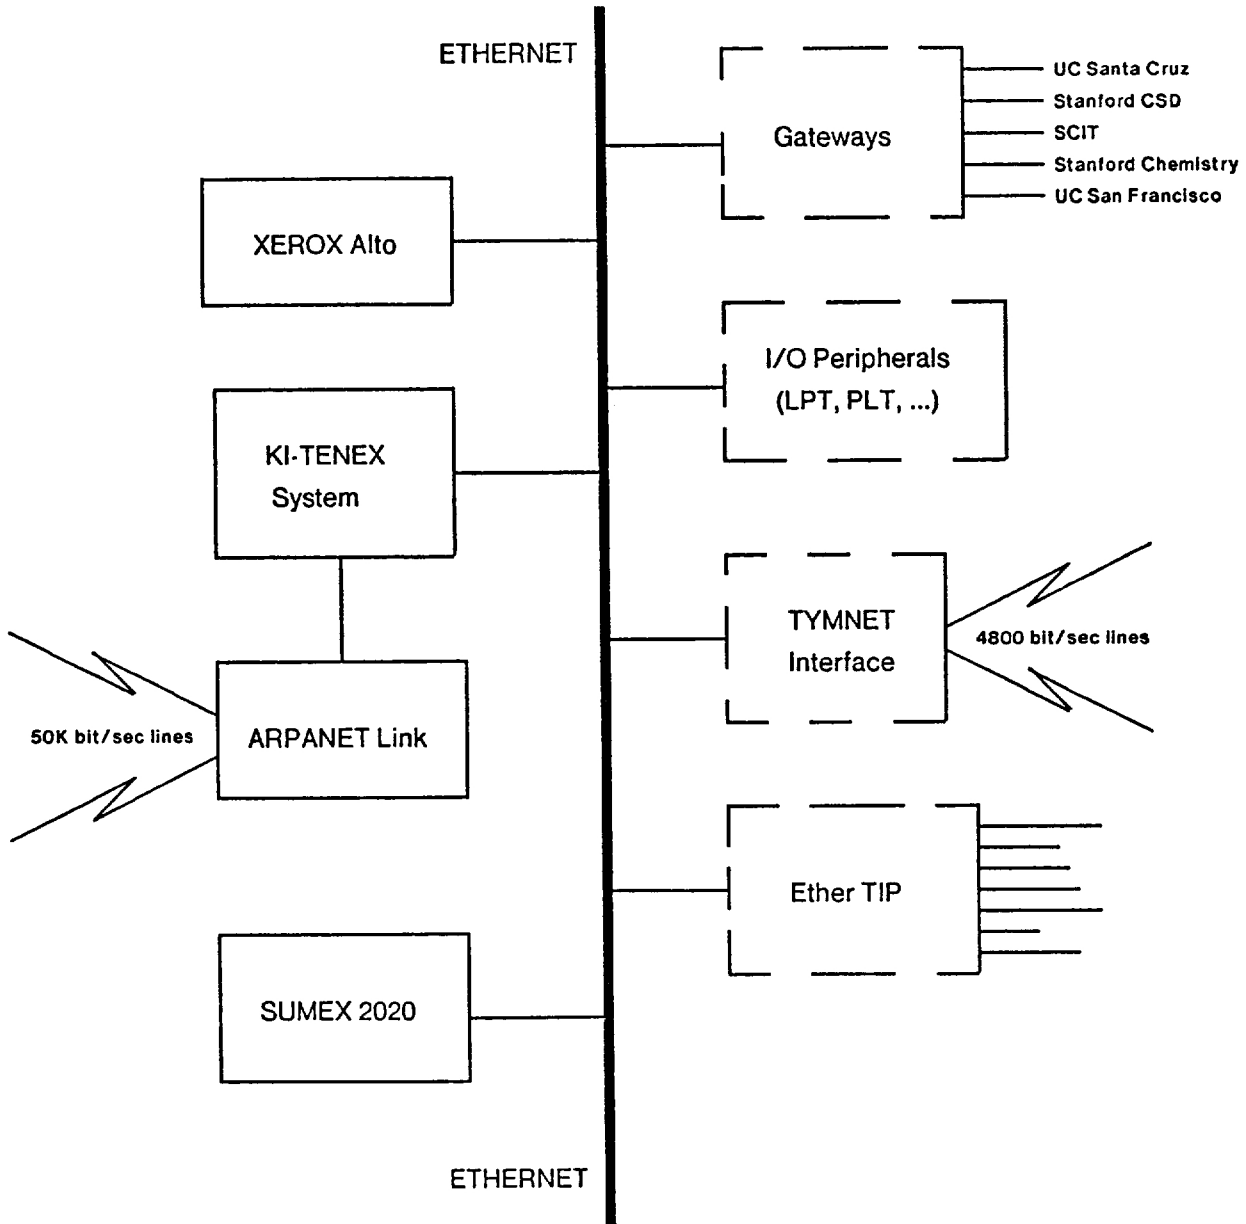 ETHERNET
Gateways
UC Santa Cruz
Stanford CSD
SCIT
Stanford Chemistry
UC San Francisco
XEROX Alto
I/O Peripherals
(LPT, PLT, ...)
KI-TENEX
System
TYMNET
Interface
4800 bit/sec lines
50K bit/sec lines
ARPANET Link
Ether TIP
SUMEX 2020
ETHERNET